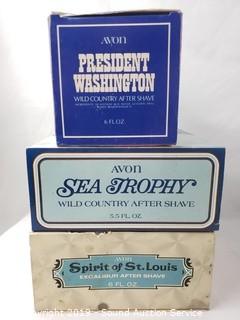 AVON
PRESIDENT
WASHINGTON
WILD COUNTRY AFTER SHAVE
6 FL. OZ.
AVON
SEA TROPHY
WILD COUNTRY AFTER SHAVE
5.5 FL. OZ.
AVON
Spirit of St. Louis
EXCALIBUR AFTER SHAVE
6 FL. OZ.
Copyright 2019 - Sound Auction Service